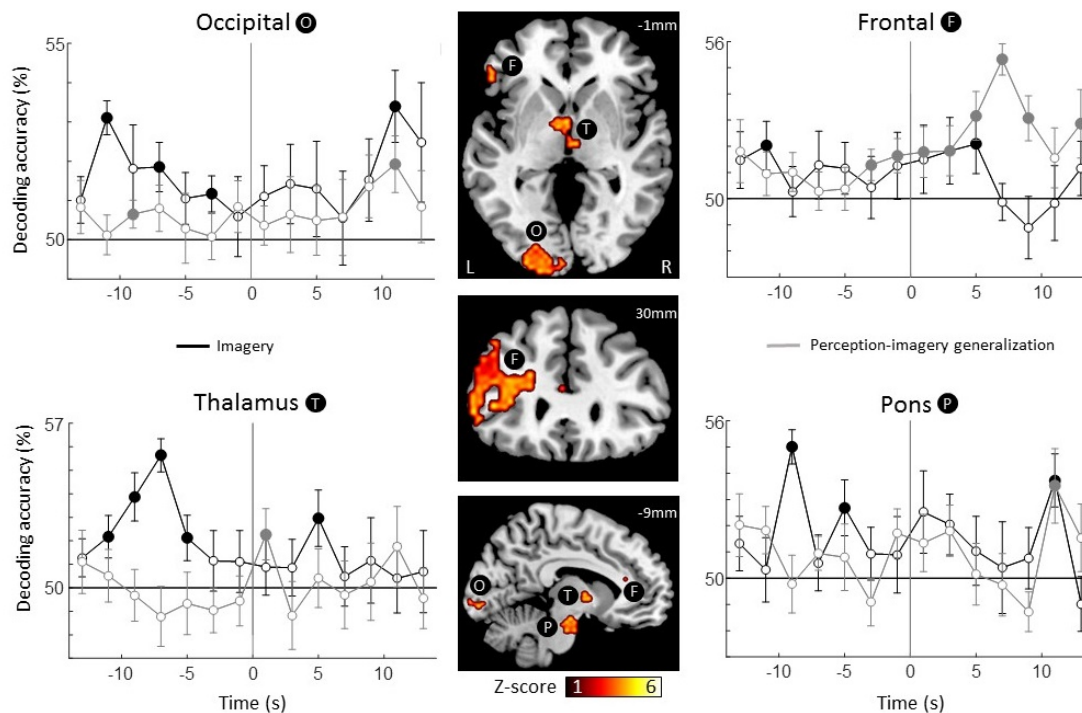 Occipital O
55
50
Decoding accuracy (%)
-10 -5 0 5 10
-1mm
F
T
O
L R
Frontal F
56
50
-10 -5 0 5 10
Imagery
30mm
F
Perception-imagery generalization
Thalamus T
57
50
Decoding accuracy (%)
-10 -5 0 5 10
Time (s)
-9mm
O
T
F
P
Z-score 1 6
Pons P
56
50
-10 -5 0 5 10
Time (s)